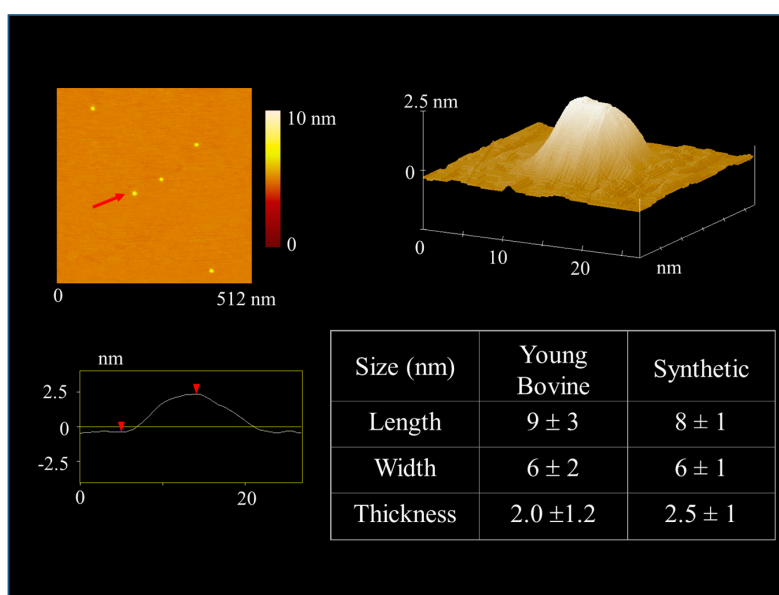 10 nm
0
0
512 nm
2.5 nm
0
0
10
20
nm
nm
2.5
0
-2.5
0
20
Size (nm)
Young
Bovine
Synthetic
Length
9 ± 3
8 ± 1
Width
6 ± 2
6 ± 1
Thickness
2.0 ±1.2
2.5 ± 1